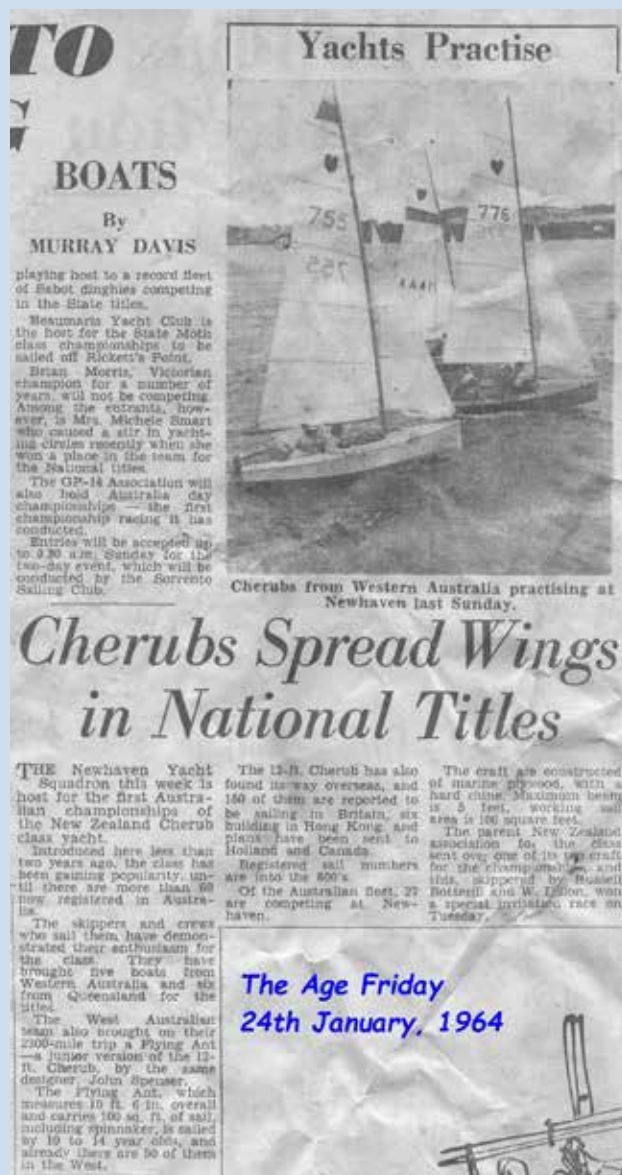 TO
G
BOATS
By
MURRAY DAVIS
playing host to a record fleet
of Sabot dinghies competing
in the State titles.
Beaumaris Yacht Club is
the host for the State Moth
class championships to be
sailed off Rickett's Point.
Brian Morris, Victorian
champion for a number of
years, will not be competing.
Among the entrants, how-
ever, is Mrs. Michele Smart
who caused a stir in yacht-
ing circles recently when she
won a place in the team for
the National titles.
The GP-14 Association will
also hold Australia day
championships — the first
championship racing it has
conducted.
Entries will be accepted up
to 9.30 a.m. Sunday for the
two-day event, which will be
conducted by the Sorrento
Sailing Club.
Yachts Practise
755
755
776
Cherubs from Western Australia practising at
Newhaven last Sunday.
Cherubs Spread Wings
in National Titles
THE Newhaven Yacht
Squadron this week is
host for the first Austra-
lian championships of
the New Zealand Cherub
class yacht.
Introduced here less than
two years ago, the class has
been gaining popularity, un-
til there are more than 60
now registered in Austra-
lia.
The skippers and crews
who sail them, have demon-
strated their enthusiasm for
the class. They have
brought five boats from
Western Australia and six
from Queensland for the
titles.
The West Australian
team also brought on their
2300-mile trip a Flying Ant
—a junior version of the 12-
ft. Cherub, by the same
designer, John Spenser.
The Flying Ant, which
measures 10 ft. 6 in. overall
and carries 100 sq. ft. of sail,
including spinnaker, is sailed
by 10 to 14 year olds, and
already there are 50 of them
in the West.
The 12-ft. Cherub has also
found its way overseas, and
150 of them are reported to
be sailing in Britain, six
building in Hong Kong, and
plans have been sent to
Holland and Canada.
Registered sail numbers
are into the 800's.
Of the Australian fleet, 27
are competing at New-
haven.
The craft are constructed
of marine plywood, with a
hard chine. Maximum beam
is 5 feet, working sail
area is 106 square feet.
The parent New Zealand
association for the class
sent over one of its craft
for the championships, and
this, skippered by Russell
Botterill and W. Dillon, won
a special invitation race on
Tuesday.
The Age Friday
24th January, 1964